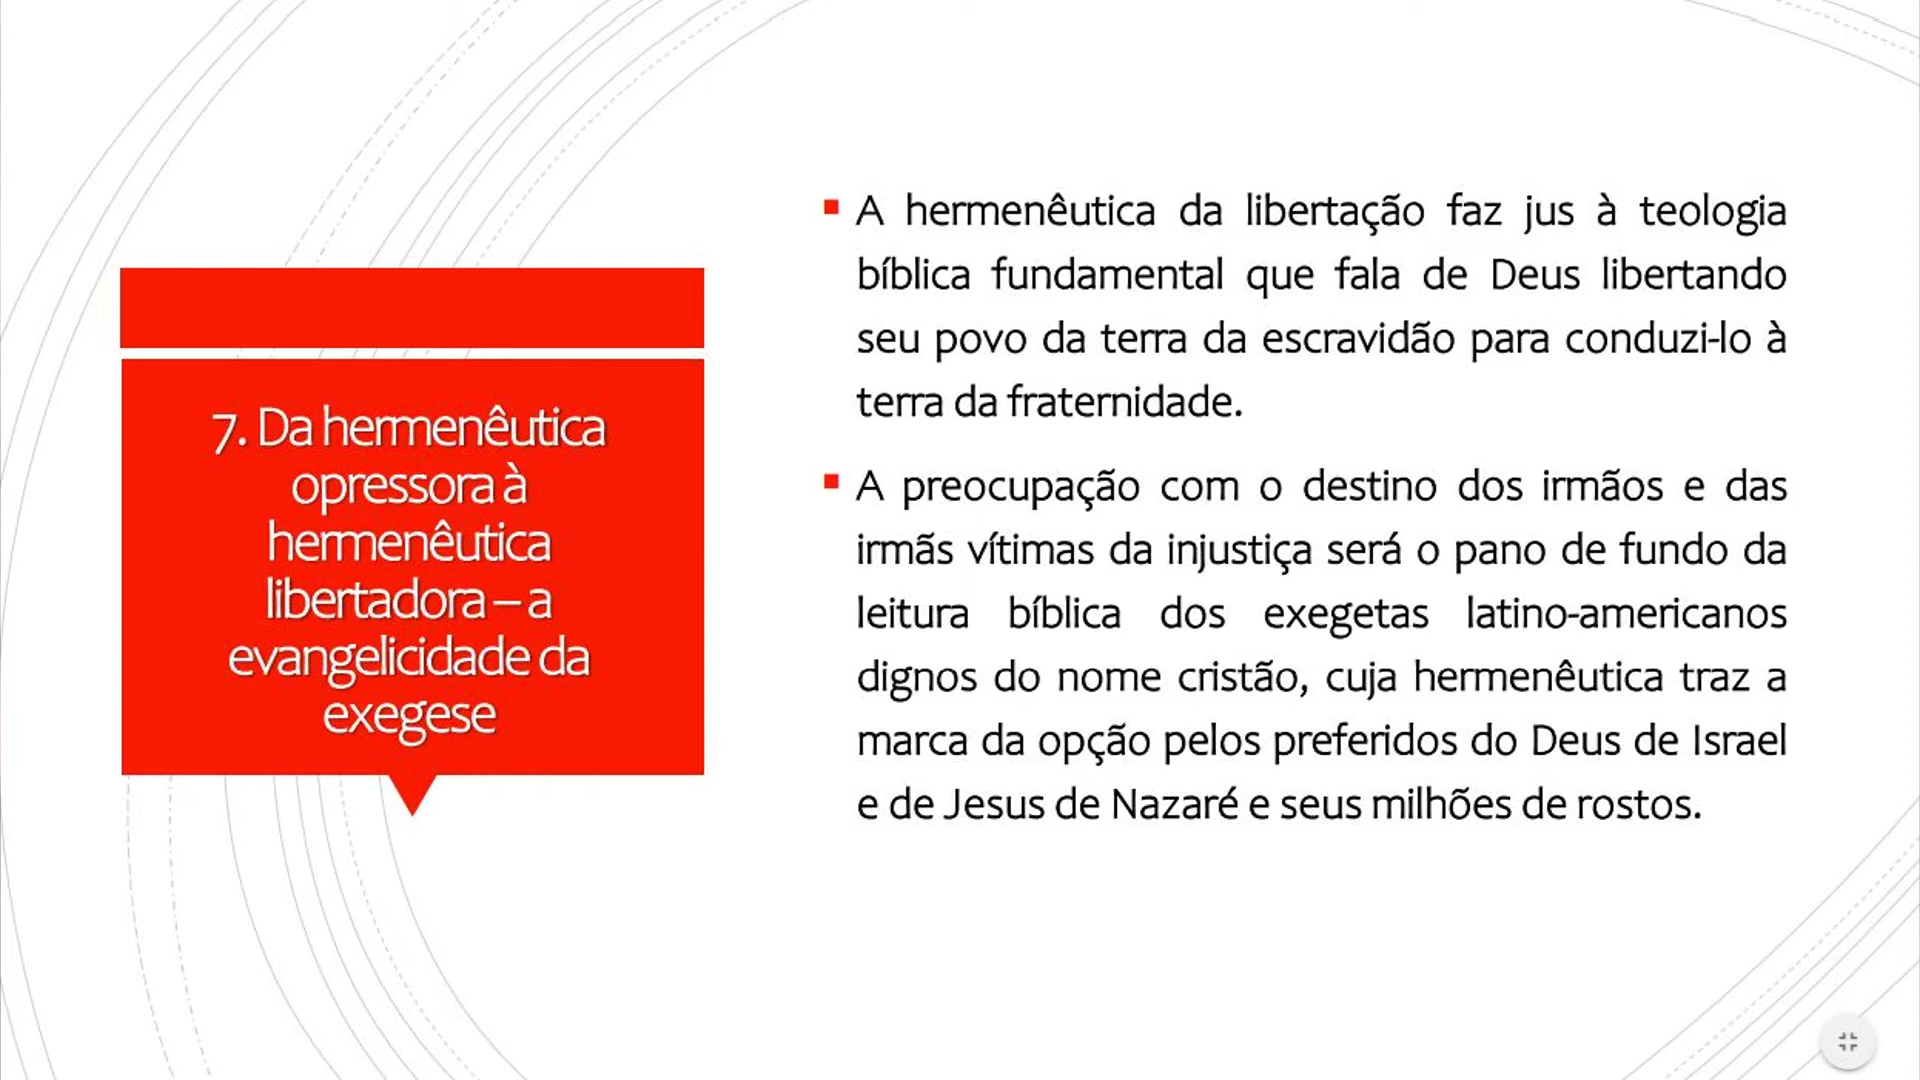 7. Da hermenêutica
opressora à
hermenêutica
libertadora – a
evangelicidade da
exegese
A hermenêutica da libertação faz jus à teologia
bíblica fundamental que fala de Deus libertando
seu povo da terra da escravidão para conduzi-lo à
terra da fraternidade.
A preocupação com o destino dos irmãos e das
irmãs vítimas da injustiça será o pano de fundo da
leitura bíblica dos exegetas latino-americanos
dignos do nome cristão, cuja hermenêutica traz a
marca da opção pelos preferidos do Deus de Israel
e de Jesus de Nazaré e seus milhões de rostos.